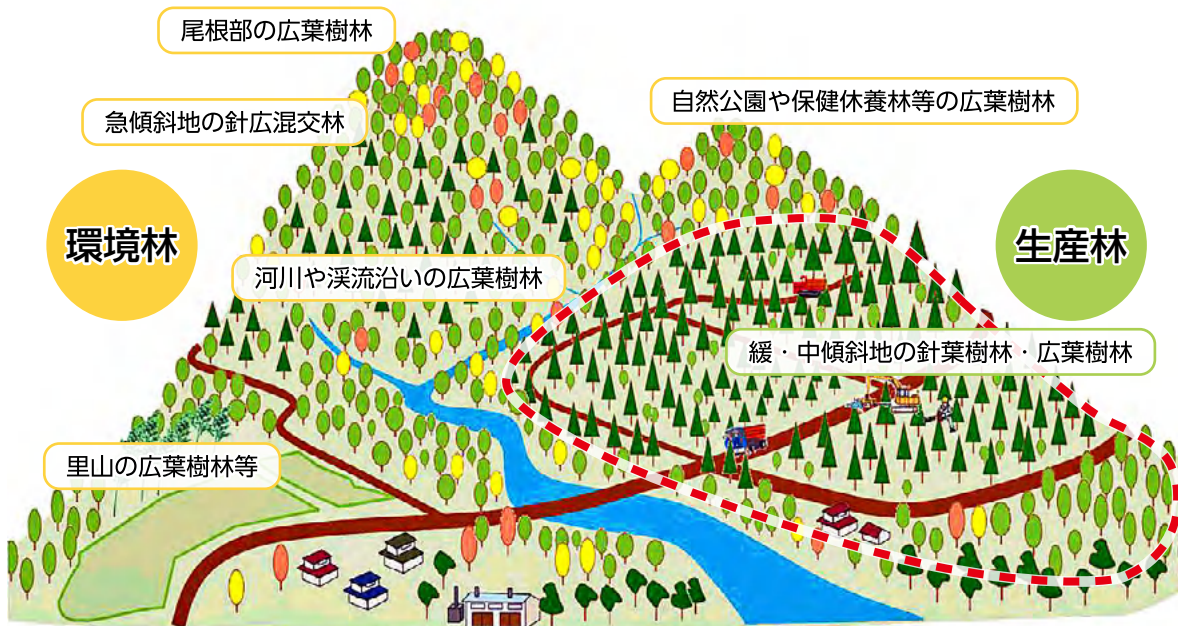 尾根部の広葉樹林
自然公園や保健休養林等の広葉樹林
急傾斜地の針広混交林
環境林
生産林
河川や渓流沿いの広葉樹林
緩・中傾斜地の針葉樹林・広葉樹林
里山の広葉樹林等